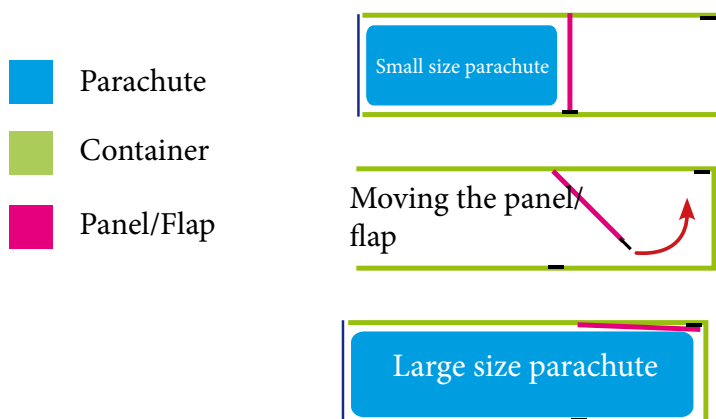 Small size parachute
Parachute
Container
Panel/Flap
Moving the panel/
flap
Large size parachute